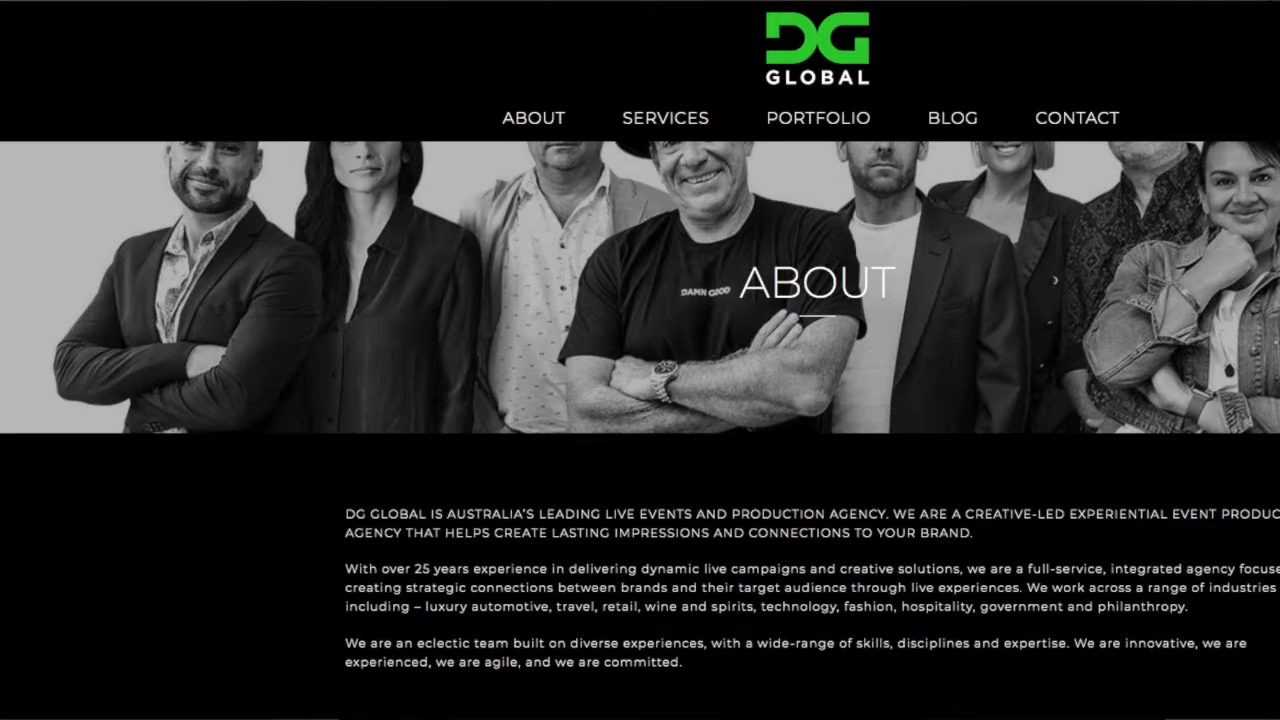 DG
GLOBAL
ABOUT SERVICES PORTFOLIO BLOG CONTACT
DAMN GOOD
ABOUT
DG GLOBAL IS AUSTRALIA'S LEADING LIVE EVENTS AND PRODUCTION AGENCY. WE ARE A CREATIVE-LED EXPERIENTIAL EVENT PRODUC
AGENCY THAT HELPS CREATE LASTING IMPRESSIONS AND CONNECTIONS TO YOUR BRAND.
With over 25 years experience in delivering dynamic live campaigns and creative solutions, we are a full-service, integrated agency focuse
creating strategic connections between brands and their target audience through live experiences. We work across a range of industries
including – luxury automotive, travel, retail, wine and spirits, technology, fashion, hospitality, government and philanthropy.
We are an eclectic team built on diverse experiences, with a wide-range of skills, disciplines and expertise. We are innovative, we are
experienced, we are agile, and we are committed.